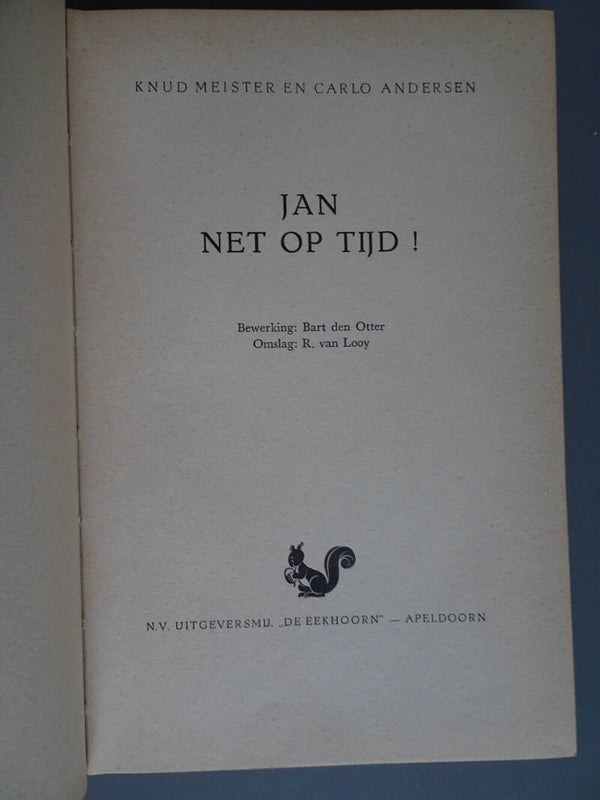 KNUD MEISTER EN CARLO ANDERSEN
JAN
NET OP TIJD !
Bewerking: Bart den Otter
Omslag: R. van Looy
N.V. UITGEVERSMIJ. „DE EEKHOORN” — APELDOORN